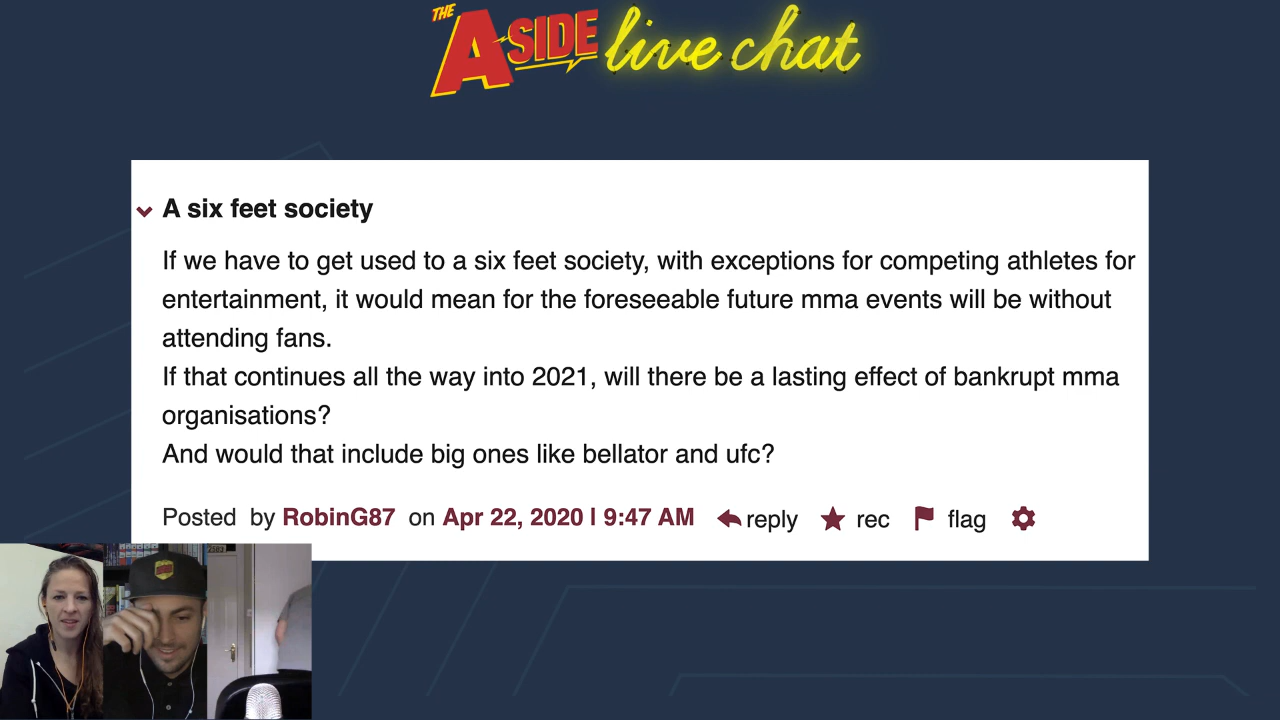 THE A SIDE live chat
A six feet society
If we have to get used to a six feet society, with exceptions for competing athletes for
entertainment, it would mean for the foreseeable future mma events will be without
attending fans.
If that continues all the way into 2021, will there be a lasting effect of bankrupt mma
organisations?
And would that include big ones like bellator and ufc?
Posted by RobinG87 on Apr 22, 2020 | 9:47 AM reply rec flag